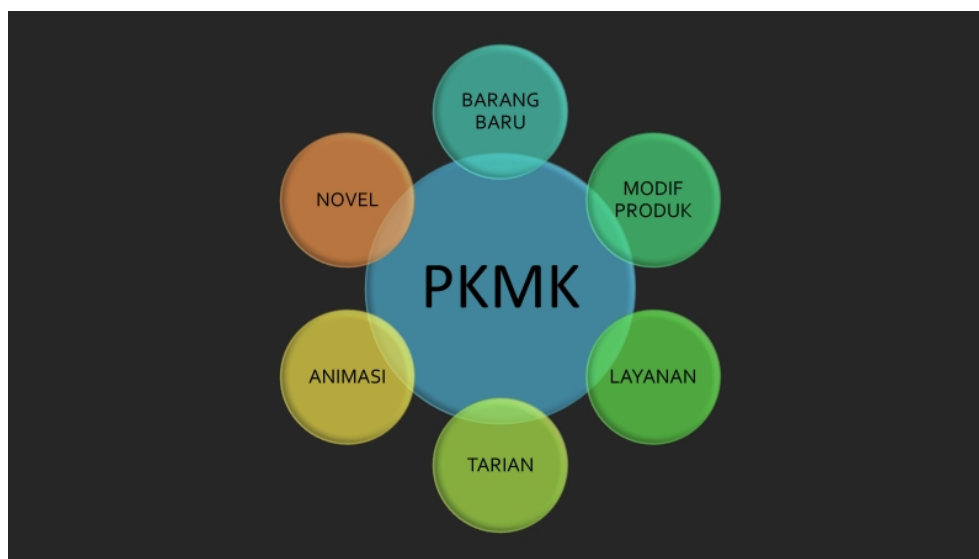 BARANG
BARU
NOVEL
MODIF
PRODUK
PKMK
ANIMASI
LAYANAN
TARIAN